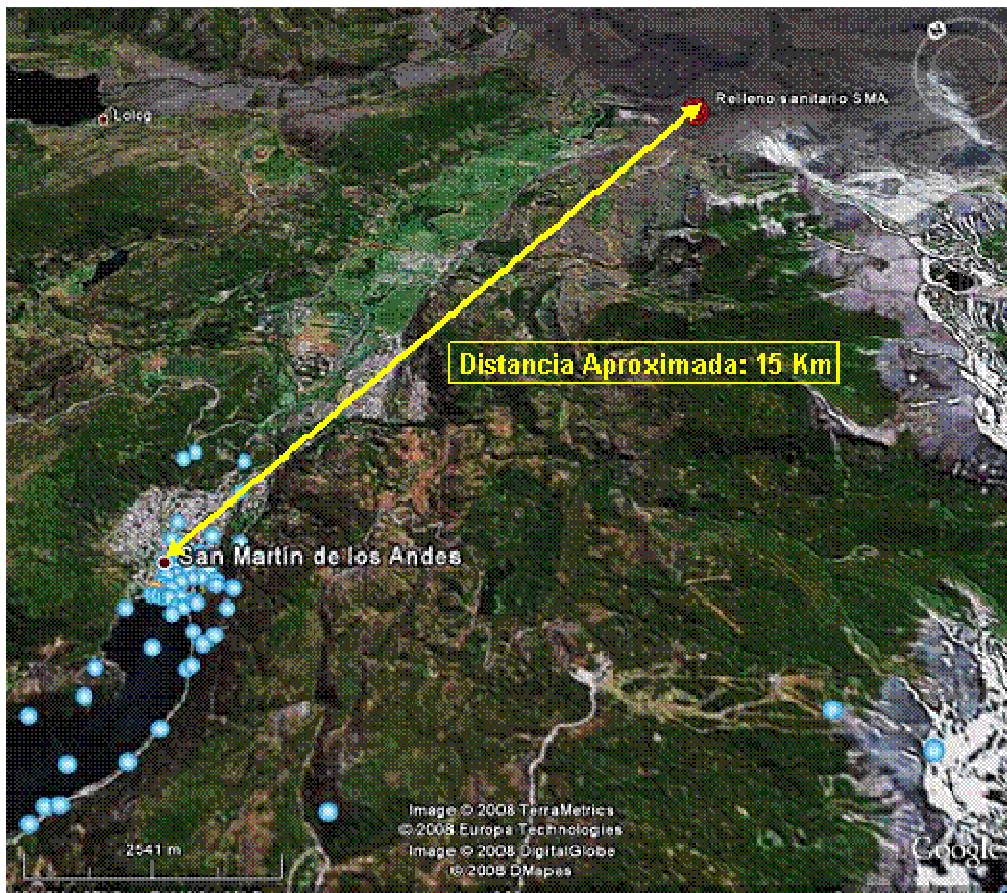 Relleno sanitario SMA
Lolog
Distancia Aproximada: 15 Km
San Martin de los Andes
Image © 2008 TerraMetrics
© 2008 Europa Technologies
Image © 2008 DigitalGlobe
© 2008 DMapas
2541 m
Google